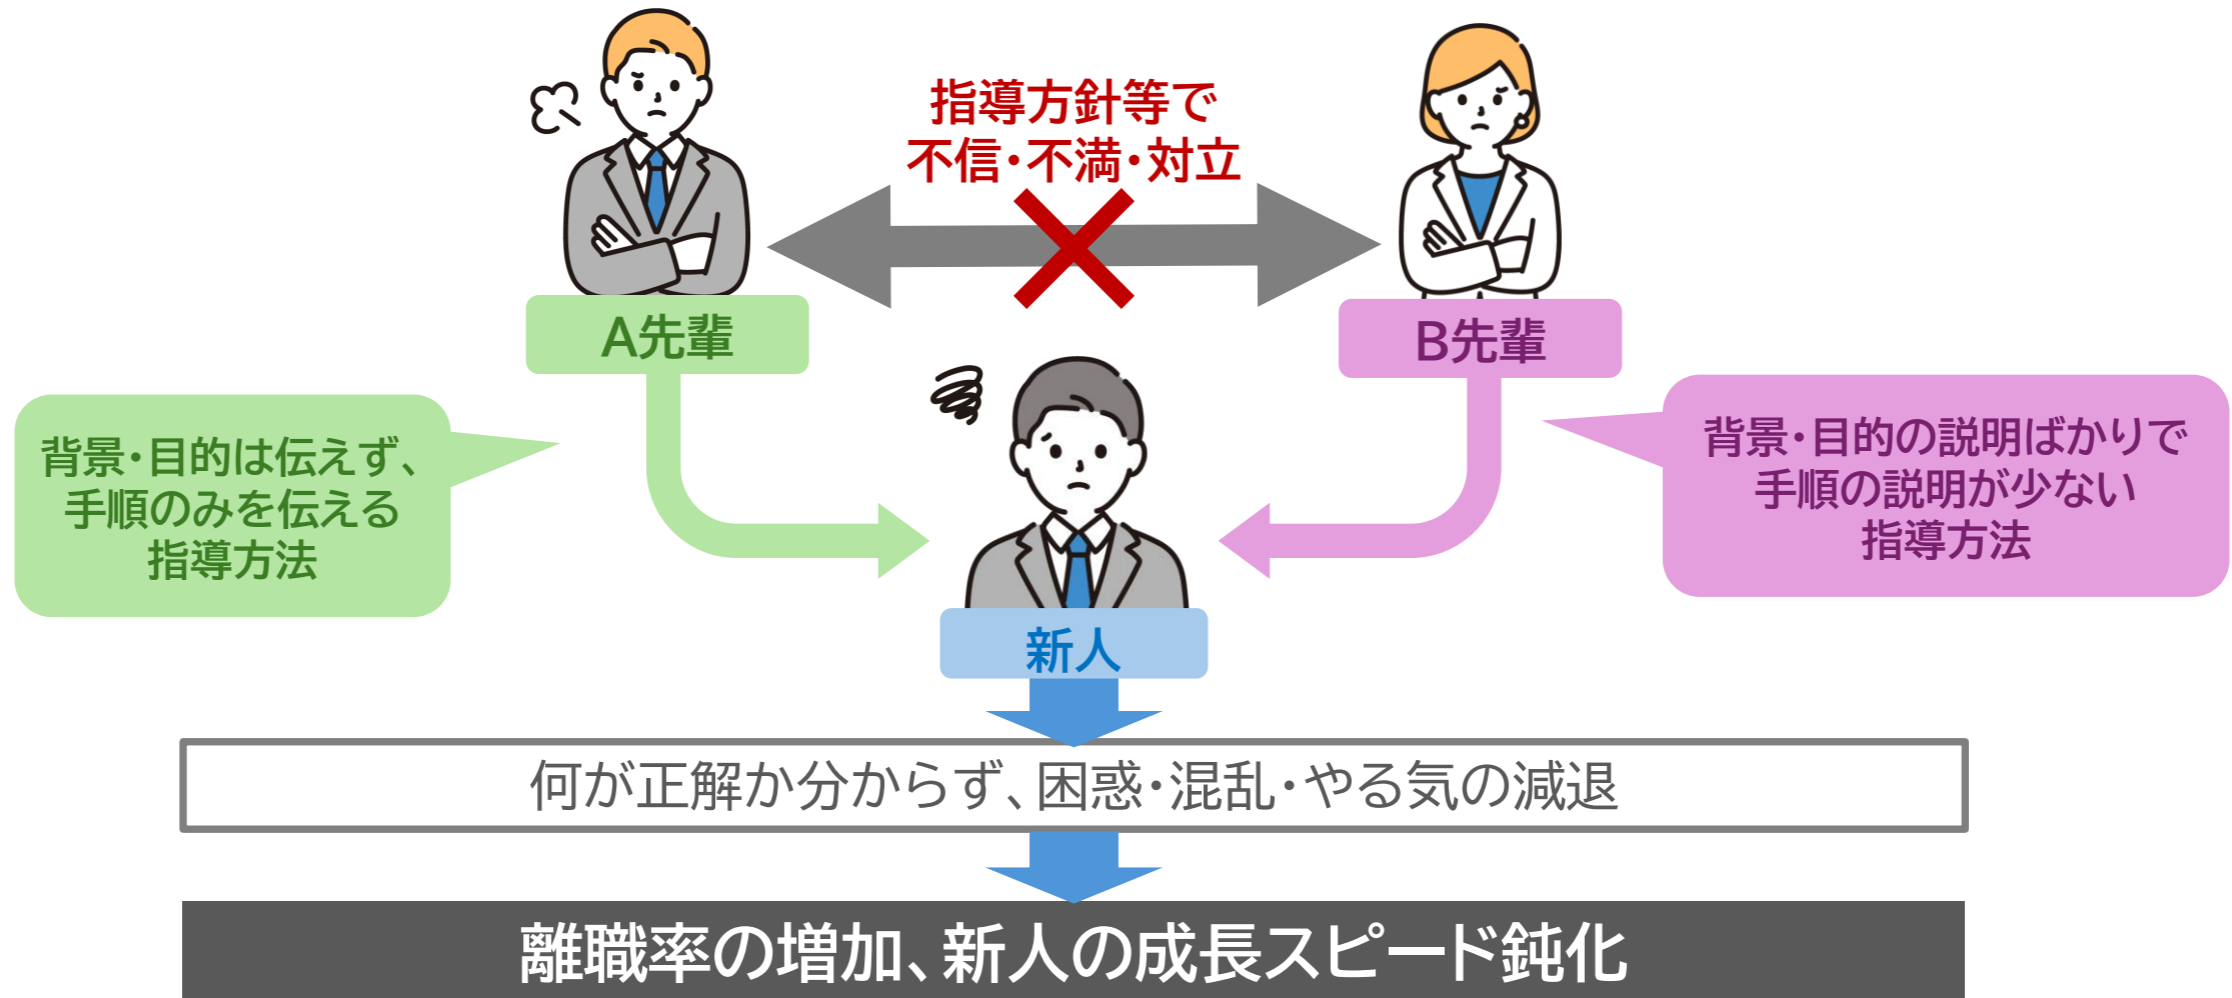 指導方針等で
不信・不満・対立
A先輩
B先輩
背景・目的は伝えず、
手順のみを伝える
指導方法
背景・目的の説明ばかりで
手順の説明が少ない
指導方法
新人
何が正解か分からず、困惑・混乱・やる気の減退
離職率の増加、新人の成長スピード鈍化